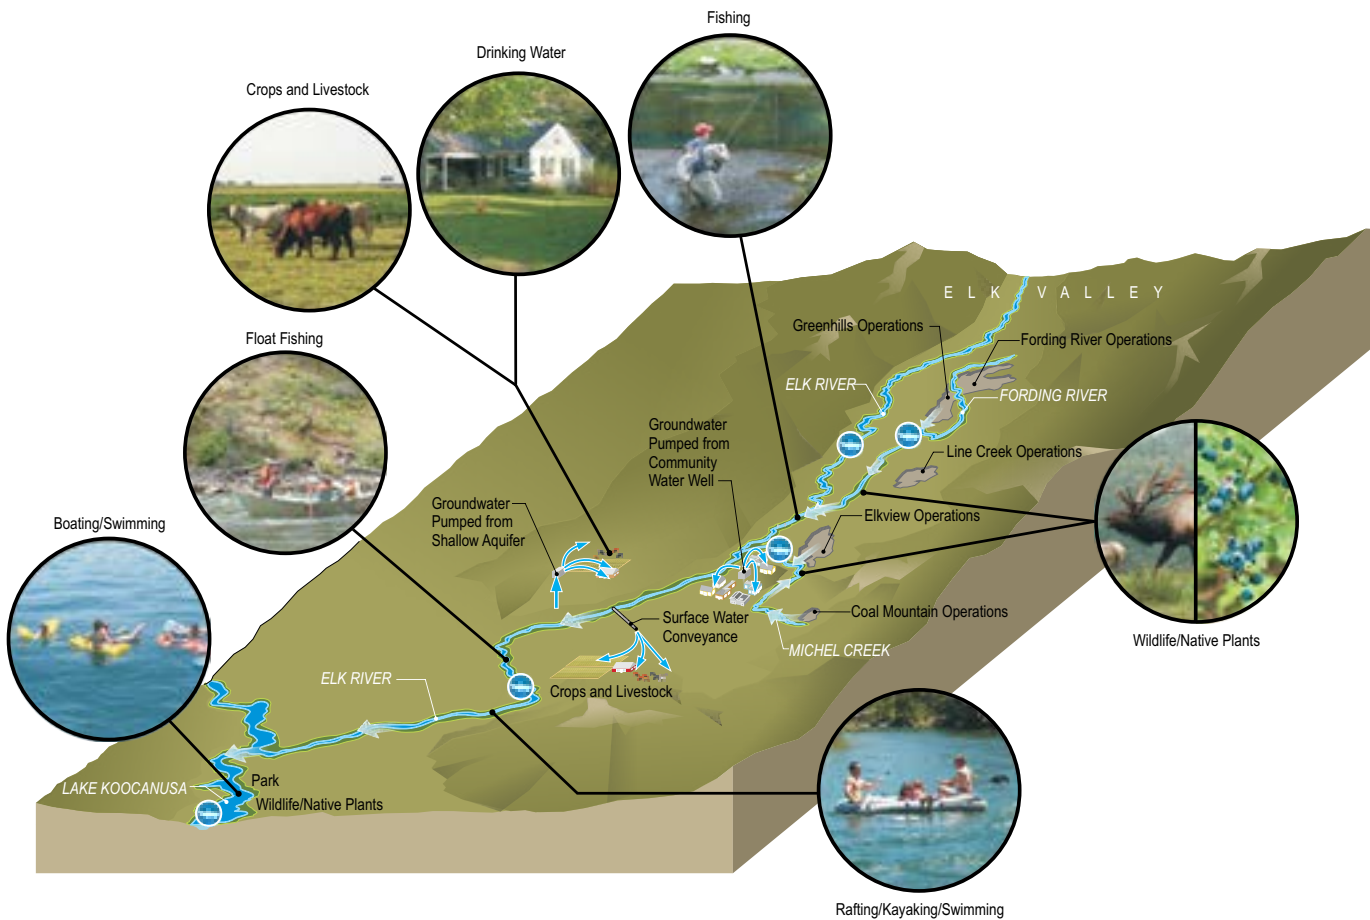 Fishing
Drinking Water
Crops and Livestock
ELK VALLEY
Greenhills Operations
Fording River Operations
Float Fishing
ELK RIVER
FORDING RIVER
Groundwater
Pumped from
Community
Water Well
Line Creek Operations
Groundwater
Pumped from
Shallow Aquifer
Elkview Operations
Boating/Swimming
Coal Mountain Operations
Surface Water
Conveyance
Wildlife/Native Plants
MICHEL CREEK
ELK RIVER
Crops and Livestock
Park
LAKE KOOCANUSA
Wildlife/Native Plants
Rafting/Kayaking/Swimming